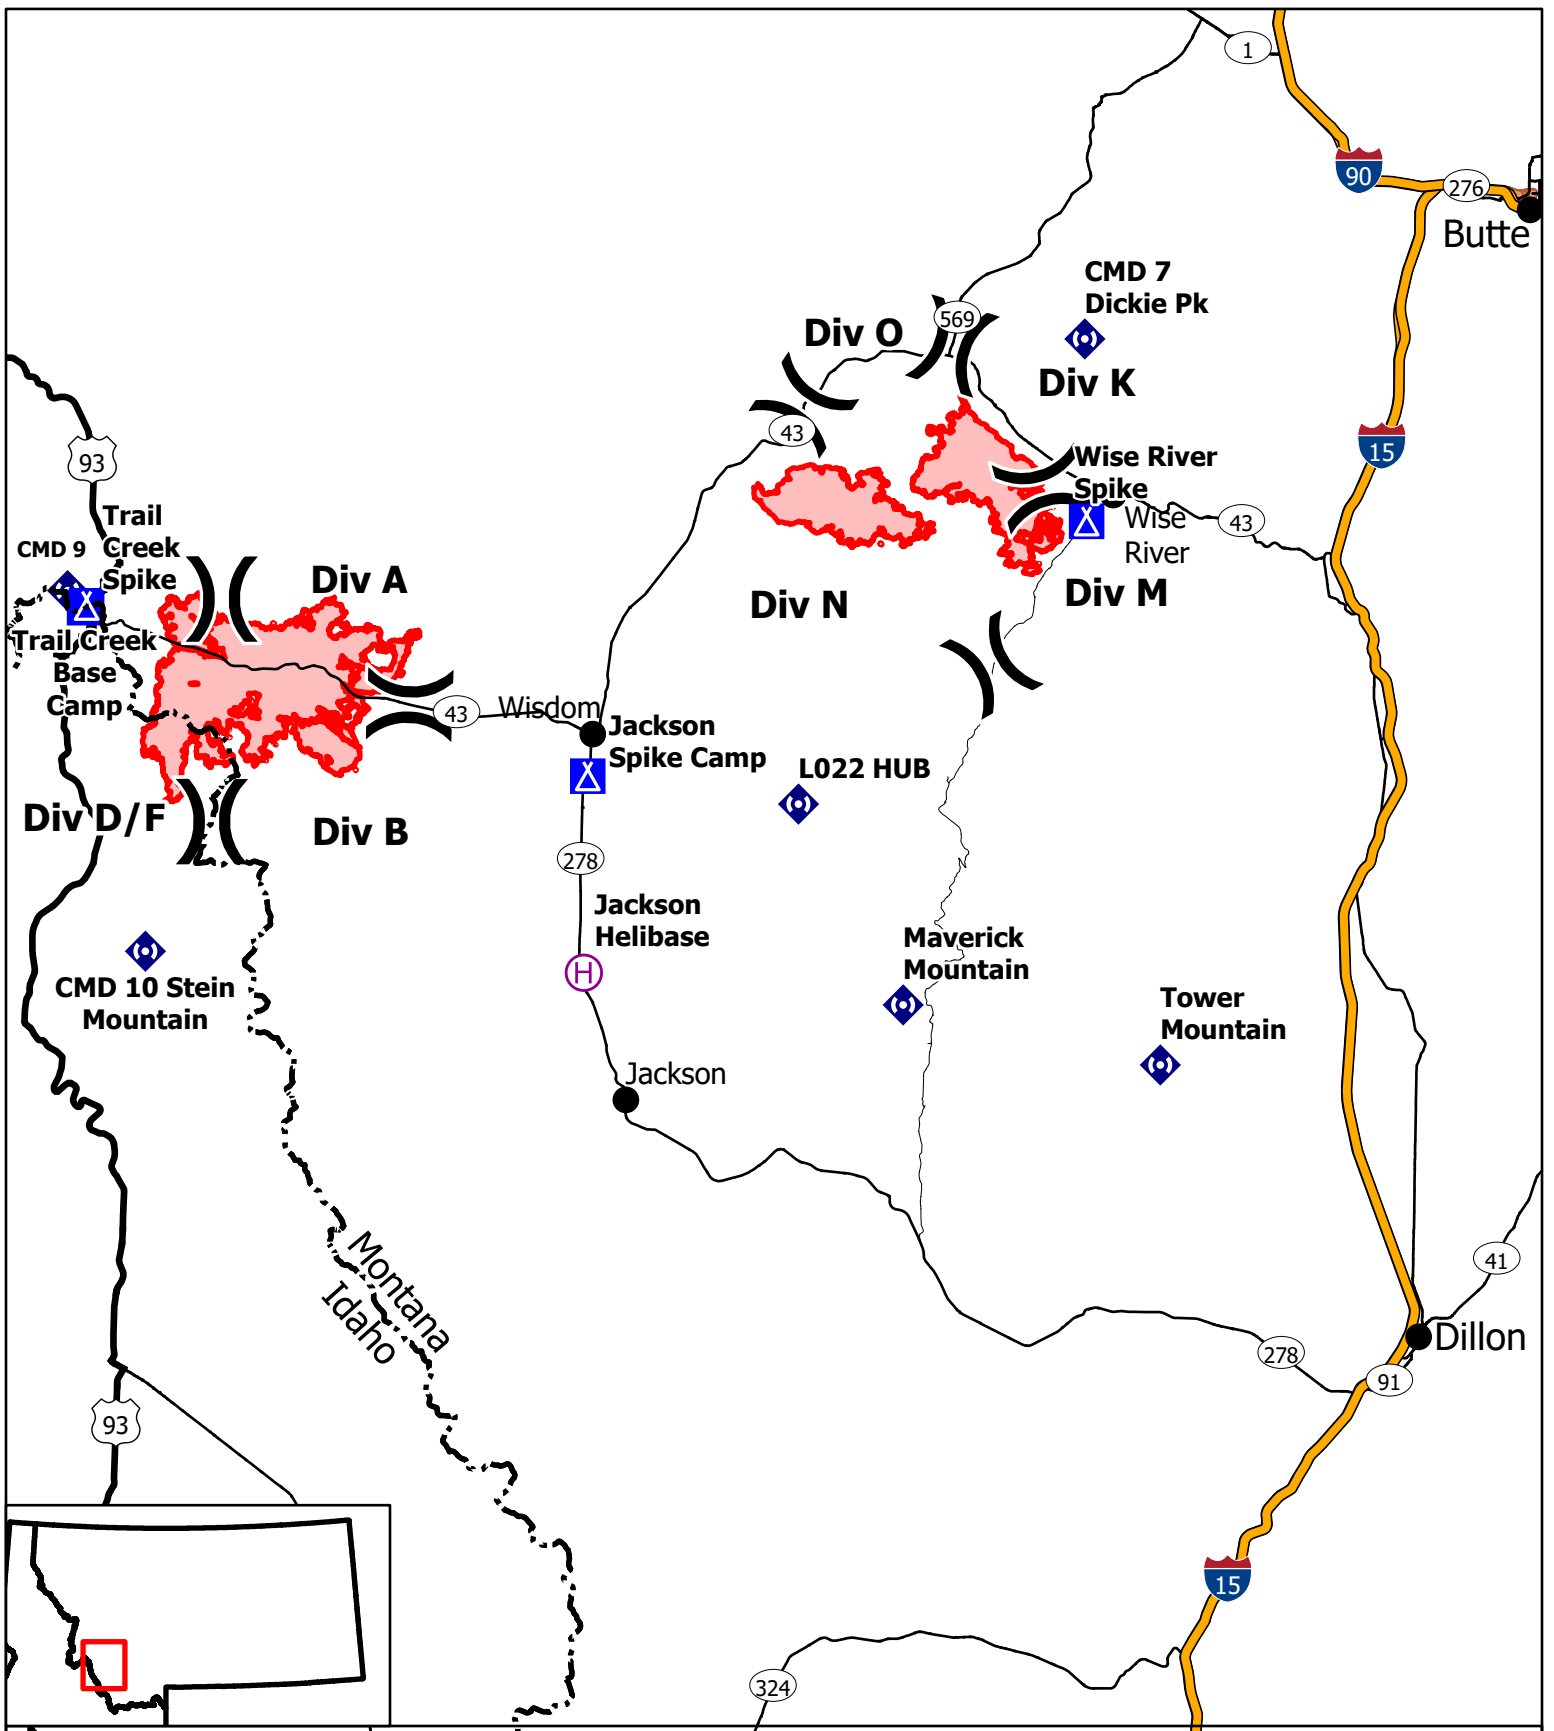 1
90
276
Butte
CMD 7
Dickie Pk
569
Div O
Div K
43
93
15
Wise River
Spike
Trail
Creek
Spike
CMD 9
Wise
River
43
Div A
Div N
Div M
Trail Creek
Base
Camp
43
Wisdom
Jackson
Spike Camp
L022 HUB
Div D/F
Div B
278
Jackson
Helibase
H
Maverick
Mountain
CMD 10 Stein
Mountain
Tower
Mountain
Jackson
Montana
Idaho
41
Dillon
278
91
93
15
324